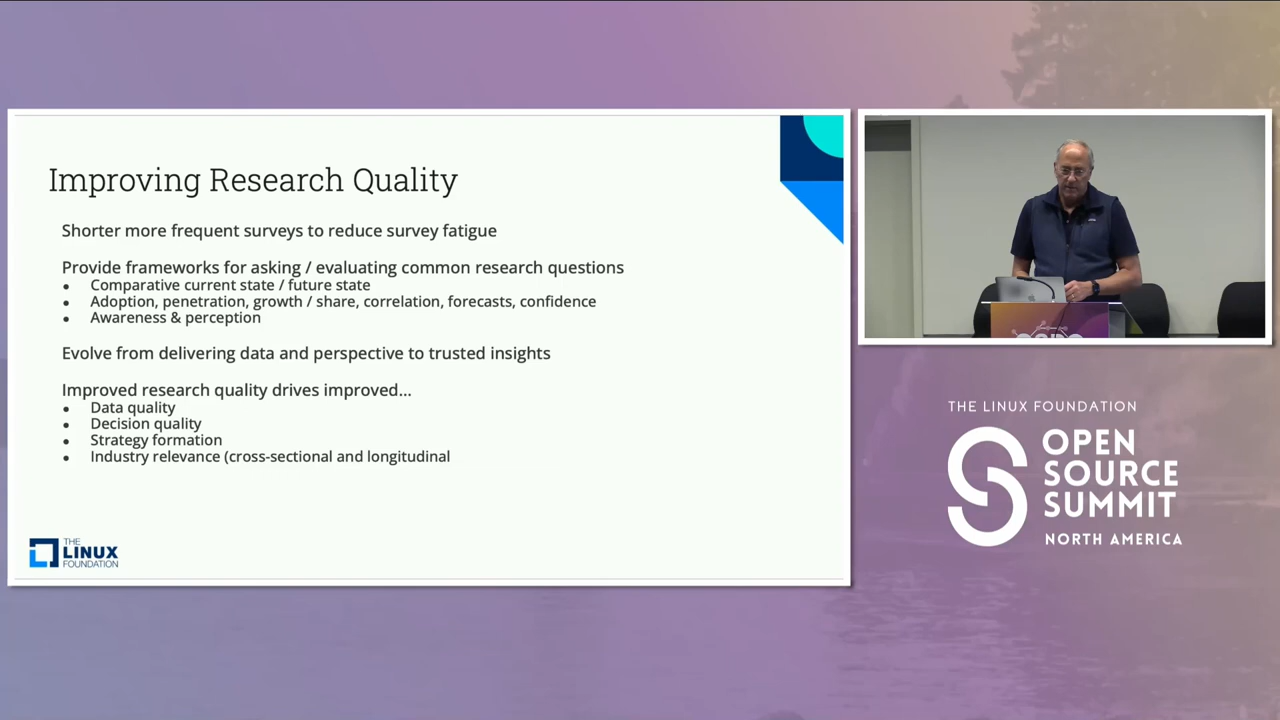 Improving Research Quality
Shorter more frequent surveys to reduce survey fatigue
Provide frameworks for asking / evaluating common research questions
● Comparative current state / future state
● Adoption, penetration, growth / share, correlation, forecasts, confidence
● Awareness & perception
Evolve from delivering data and perspective to trusted insights
Improved research quality drives improved...
● Data quality
● Decision quality
● Strategy formation
● Industry relevance (cross-sectional and longitudinal
THE
LINUX
FOUNDATION
THE LINUX FOUNDATION
OPEN
SOURCE
SUMMIT
NORTH AMERICA